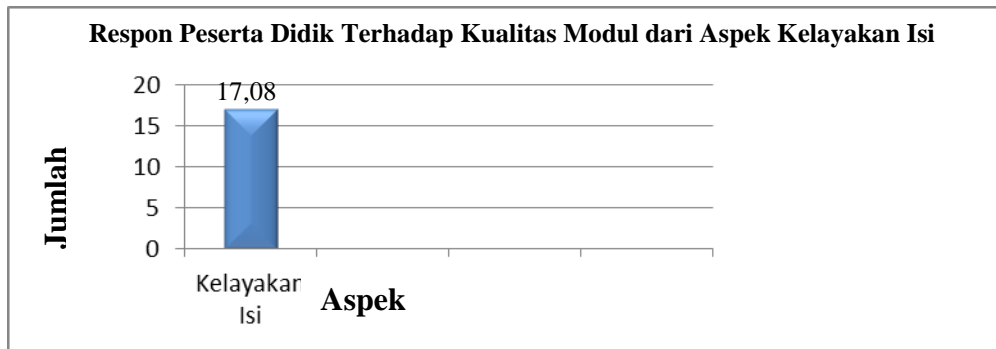 Respon Peserta Didik Terhadap Kualitas Modul dari Aspek Kelayakan Isi
20
17,08
15
10
5
0
Jumlah
Kelayakan
Isi
Aspek